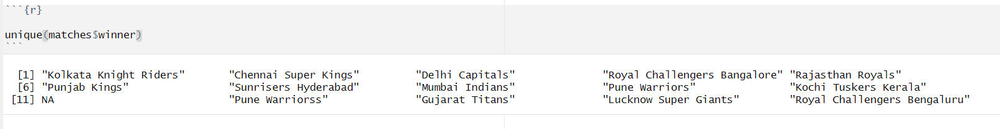 ```{r}
unique(matches$winner)
```
[1] "Kolkata Knight Riders" "Chennai Super Kings" "Delhi Capitals" "Royal Challengers Bangalore" "Rajasthan Royals"
[6] "Punjab Kings" "Sunrisers Hyderabad" "Mumbai Indians" "Pune Warriors" "Kochi Tuskers Kerala"
[11] NA "Pune Warriorss" "Gujarat Titans" "Lucknow Super Giants" "Royal Challengers Bengaluru"